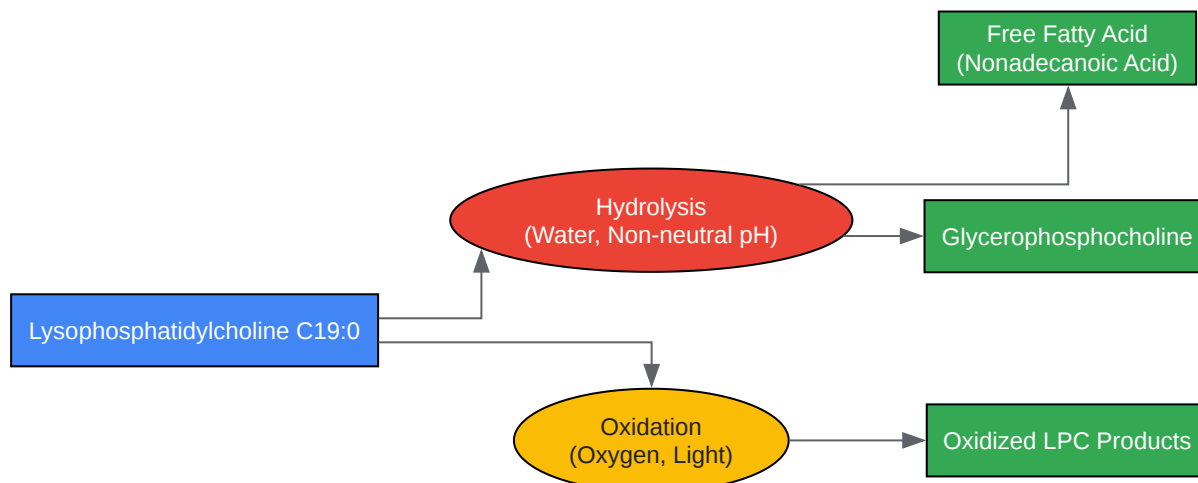 Free Fatty Acid
(Nonadecanoic Acid)
Hydrolysis
(Water, Non-neutral pH)
Glycerophosphocholine
Lysophosphatidylcholine C19:0
Oxidation
(Oxygen, Light)
Oxidized LPC Products